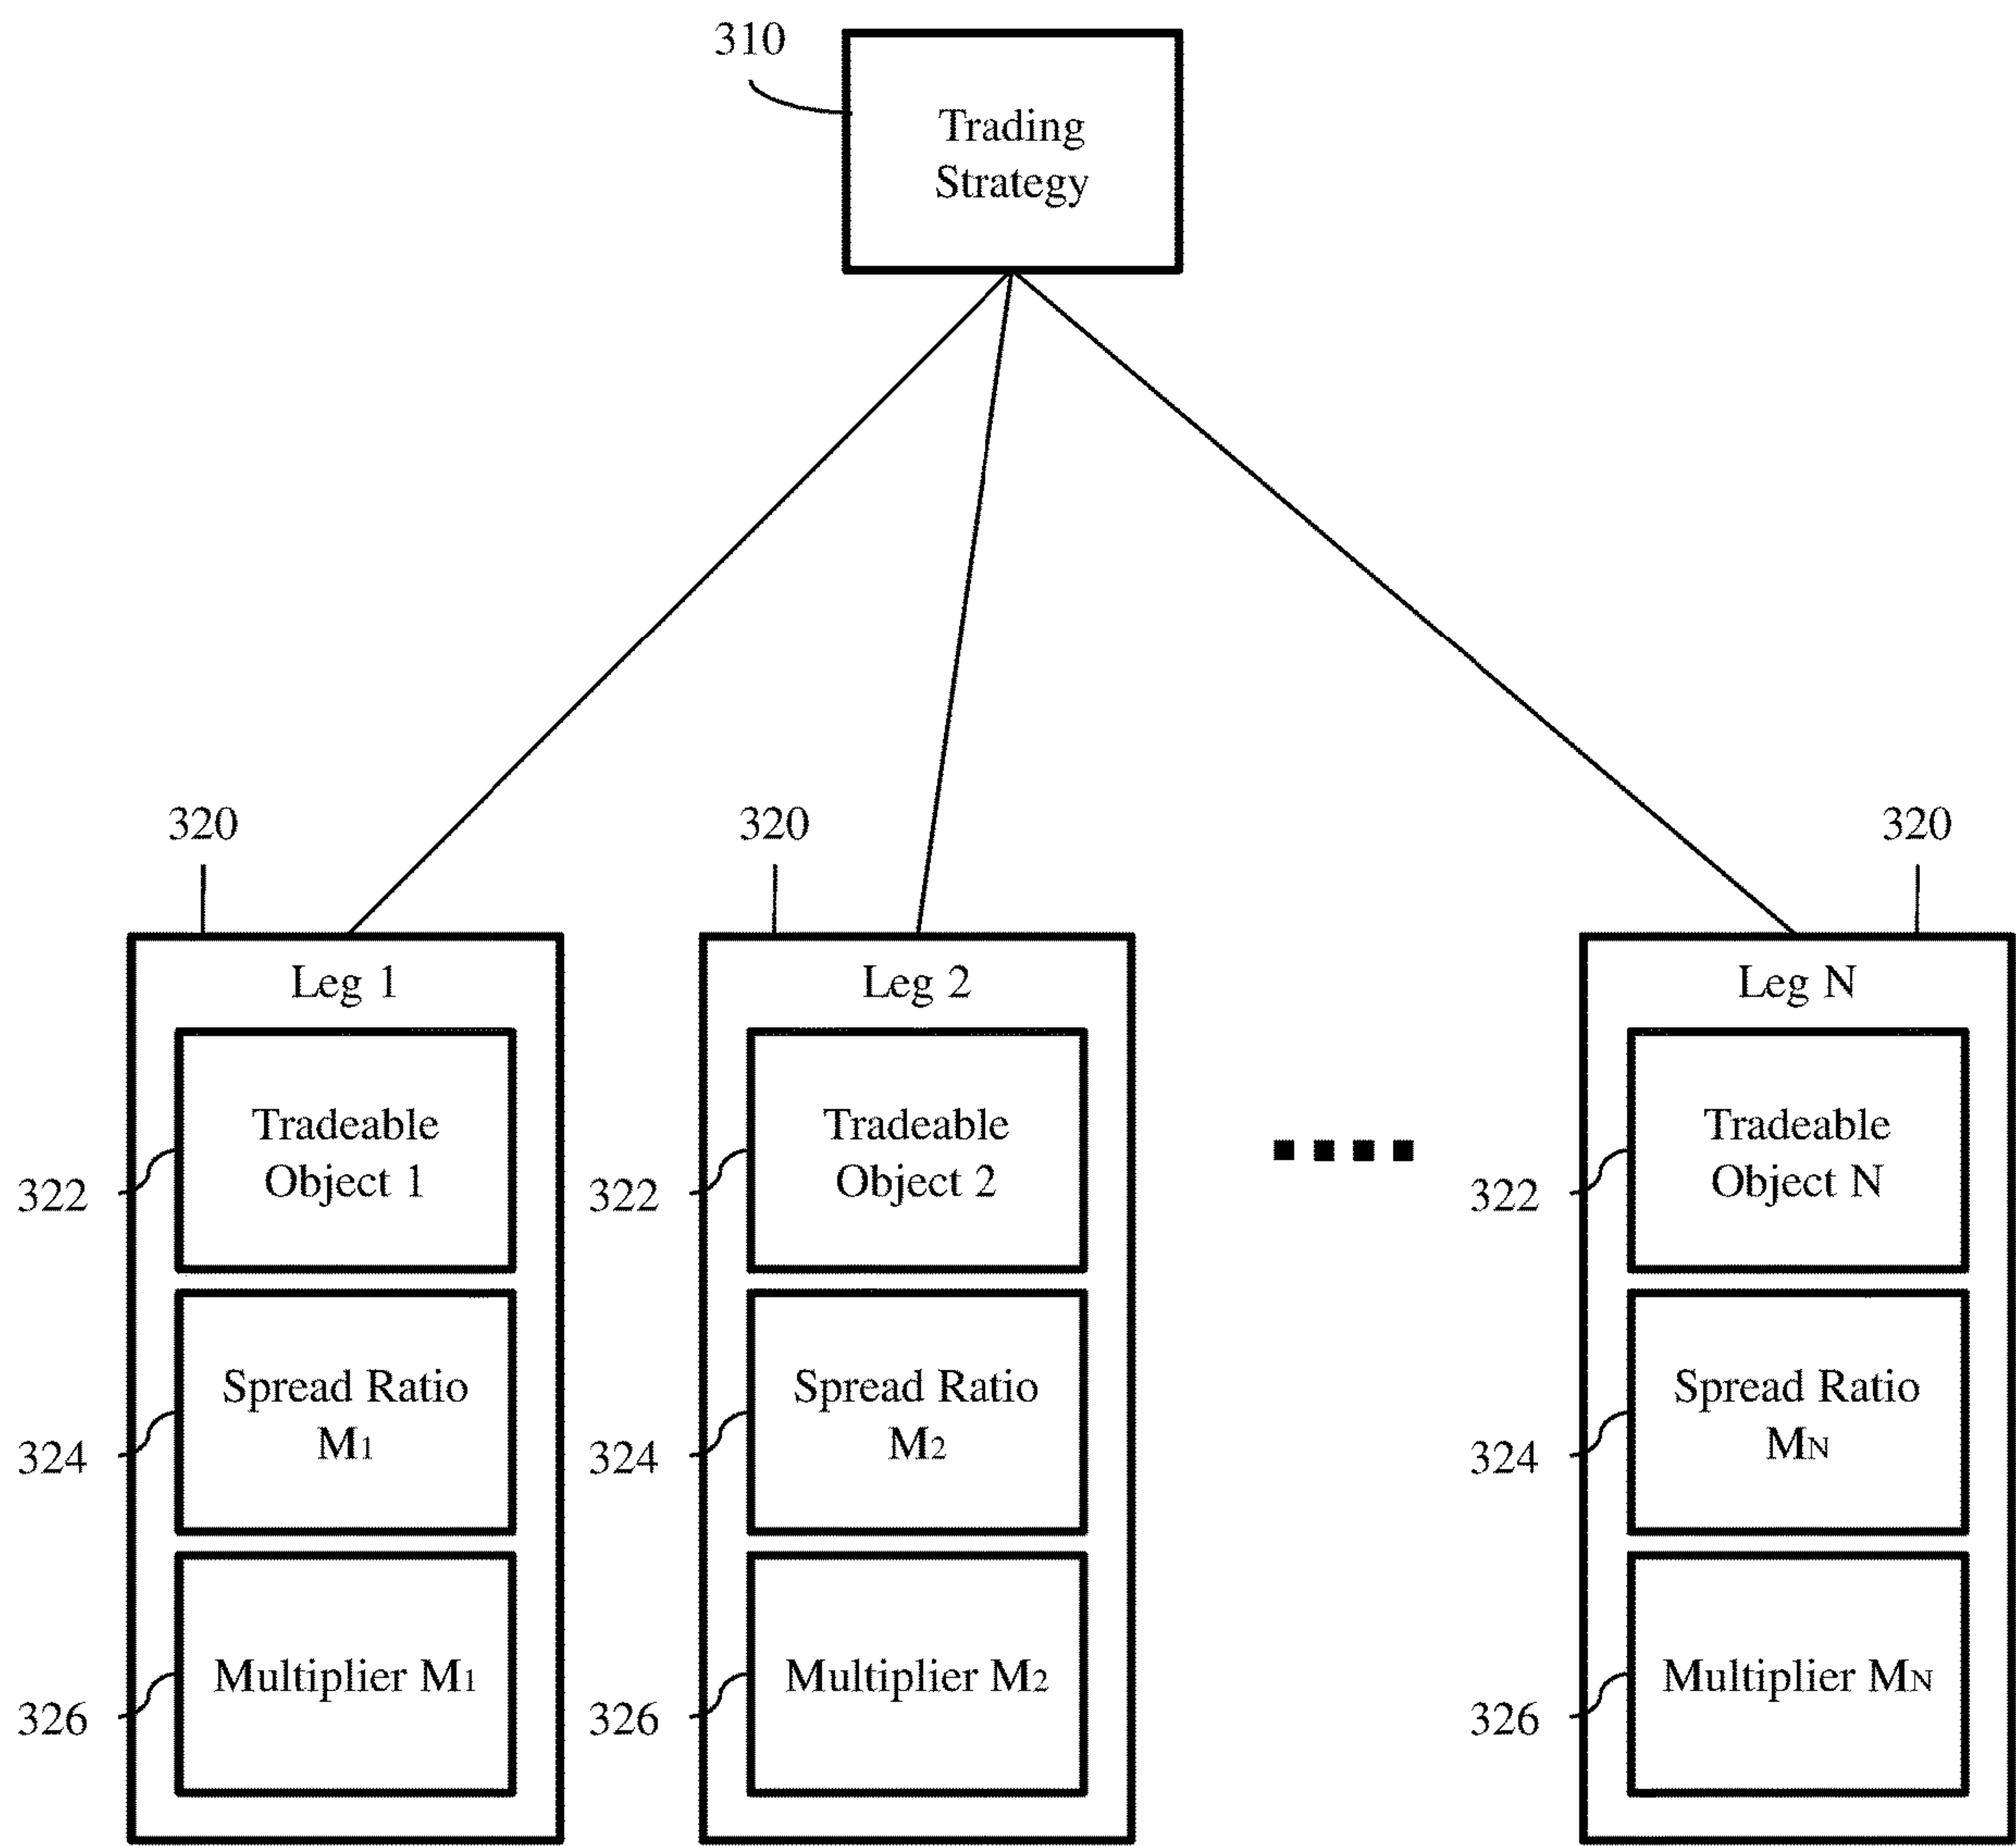 310
Trading
Strategy
320
320
320
Leg 1
Leg 2
Leg N
Tradeable
Object 1
Tradeable
Object 2
Tradeable
Object N
322
322
322
Spread Ratio
M1
Spread Ratio
M2
Spread Ratio
MN
324
324
324
Multiplier M1
Multiplier M2
Multiplier MN
326
326
326